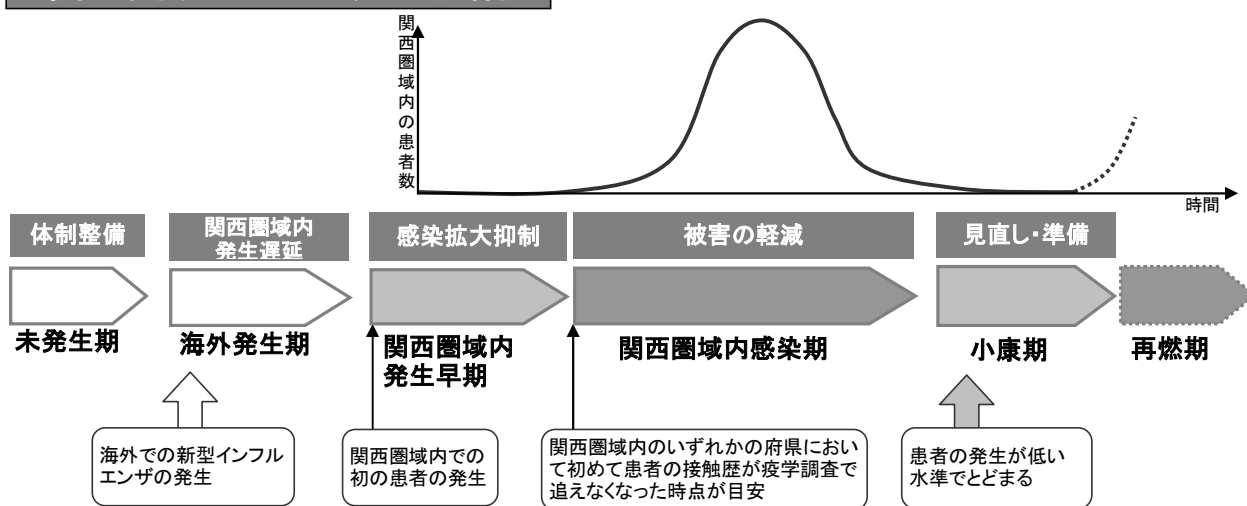 関西圏域内の患者数
時間
体制整備
関西圏域内
発生遅延
感染拡大抑制
被害の軽減
見直し・準備
未発生期
海外発生期
関西圏域内
発生早期
関西圏域内感染期
小康期
再燃期
海外での新型インフル
エンザの発生
関西圏域内での
初の患者の発生
関西圏域内のいずれかの府県におい
て初めて患者の接触歴が疫学調査で
追えなくなった時点が目安
患者の発生が低い
水準でとどまる